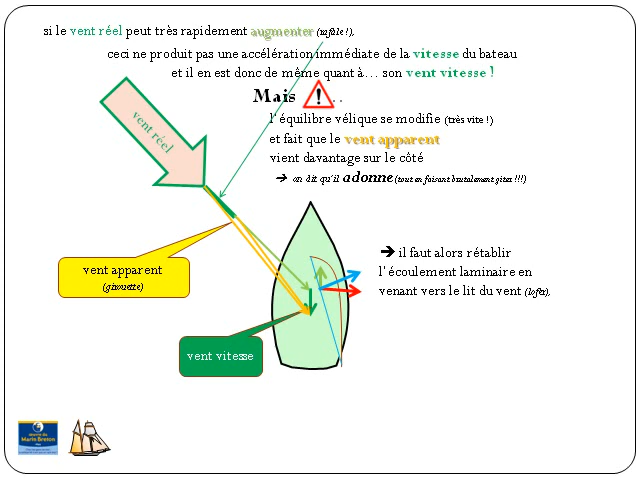 si le vent réel peut très rapidement augmenter (rafale !),
ceci ne produit pas une accélération immédiate de la vitesse du bateau
et il en est donc de même quant à… son vent vitesse !
Mais ! . .
l'équilibre vélique se modifie (très vite !)
et fait que le vent apparent
vient davantage sur le côté
→ on dit qu'il adonne (tout en faisant brutalement giter !!!)
vent réel
→ il faut alors rétablir
l'écoulement laminaire en
venant vers le lit du vent (lofer),
vent apparent
(girouette)
vent vitesse
Marie Breton